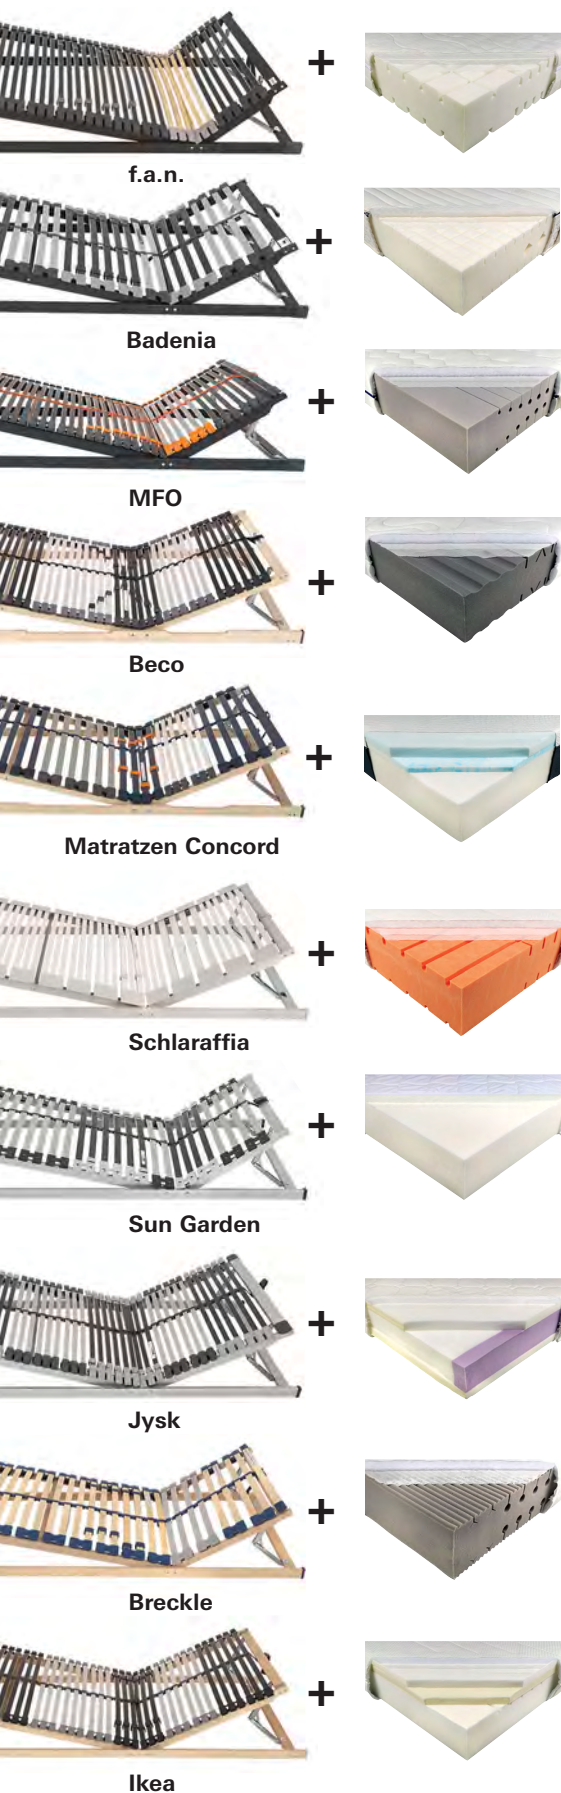 +
f.a.n.
+
Badenia
+
MFO
+
Beco
+
Matratzen Concord
+
Schlaraffia
+
Sun Garden
+
Jysk
+
Breckle
+
Ikea